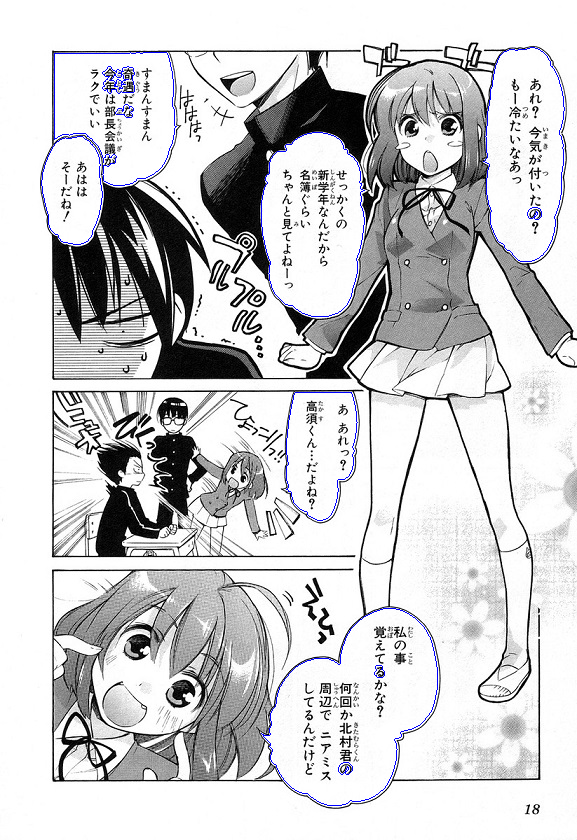 あれ？今気が付いたの？
もー冷たいなあっ
せっかくの
新学年なんだから
名簿ぐらい
ちゃんと見てよねーっ
すまんすまん
奇遇だな
今年は部長会議が
ラクでいい
ははは
あはは
そーだね！
プルプル
あ あれっ？
高須くん…だよね？
ひょっこりっ!!
私の事
覚えてるかな？
何回か北村君の
周辺で ニアミス
してるんだけど
18